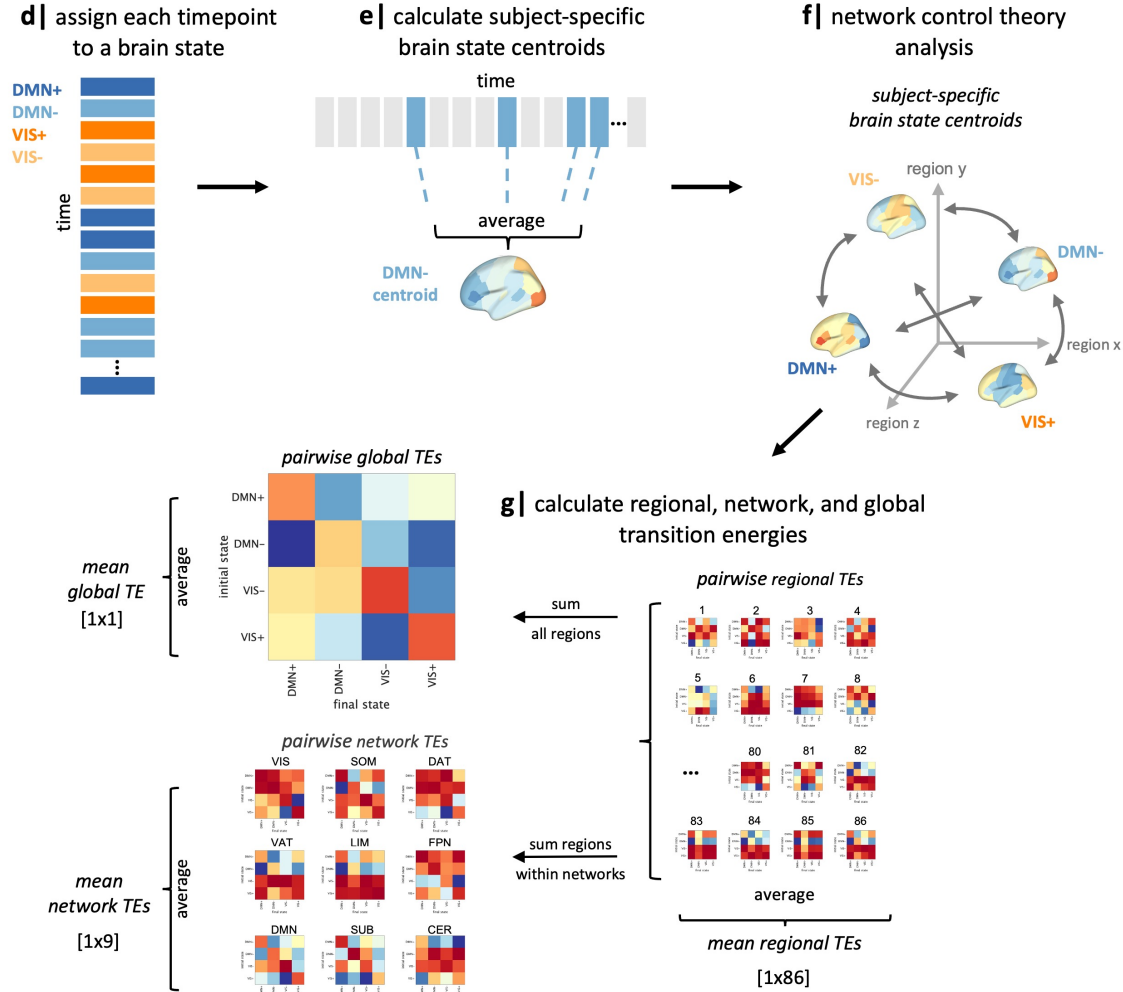 d| assign each timepoint
to a brain state
DMN+
DMN-
VIS+
VIS-
time
e| calculate subject-specific
brain state centroids
time
average
DMN-
centroid
f| network control theory
analysis
subject-specific
brain state centroids
region y
VIS-
DMN-
region x
DMN+
VIS+
region z
g| calculate regional, network, and global
transition energies
pairwise global TEs
DMN+
DMN−
VIS−
VIS+
initial state
DMN+
DMN−
VIS−
VIS+
final state
mean
global TE
[1x1]
average
sum
all regions
pairwise regional TEs
1 2 3 4
5 6 7 8
... 80 81 82
83 84 85 86
average
mean regional TEs
[1x86]
sum regions
within networks
pairwise network TEs
VIS SOM DAT
VAT LIM FPN
DMN SUB CER
average
mean
network TEs
[1x9]